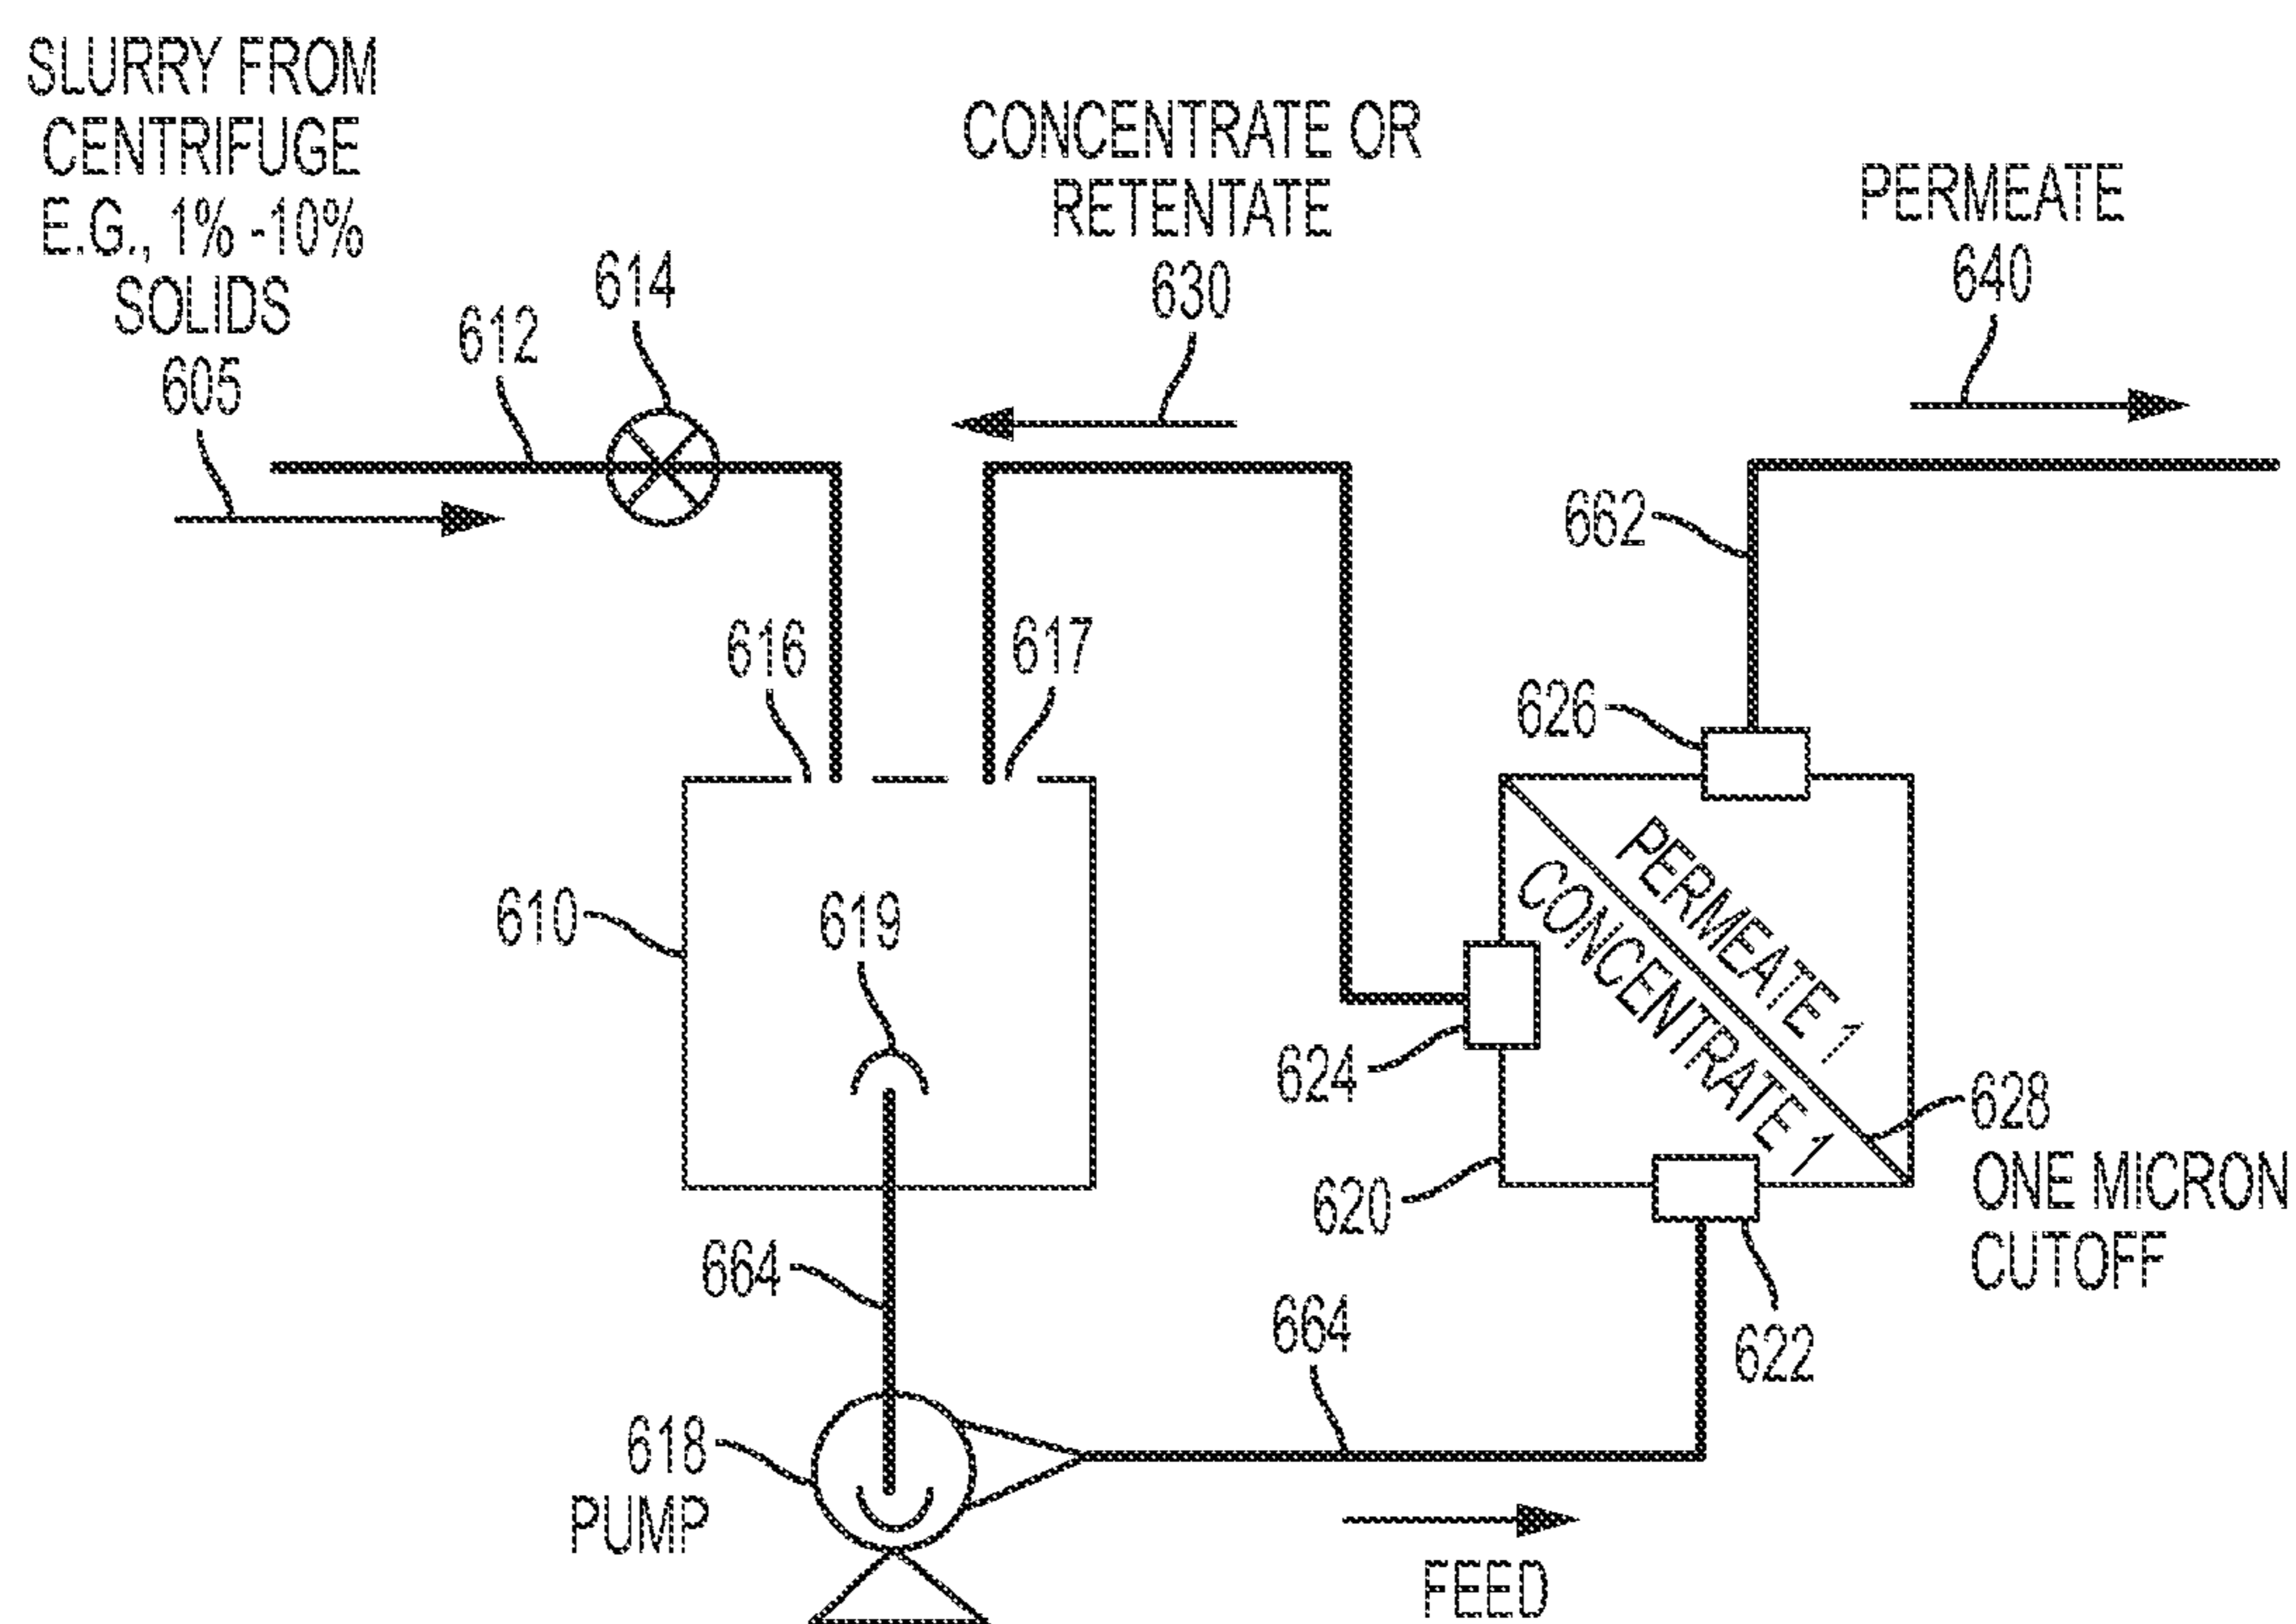 SLURRY FROM
CENTRIFUGE
E.G., 1% -10%
SOLIDS
605
612
614
CONCENTRATE OR
RETENTATE
630
PERMEATE
640
662
616
617
626
610
619
PERMEATE 1
CONCENTRATE 1
624
628
ONE MICRON
CUTOFF
620
664
664
622
618
PUMP
FEED